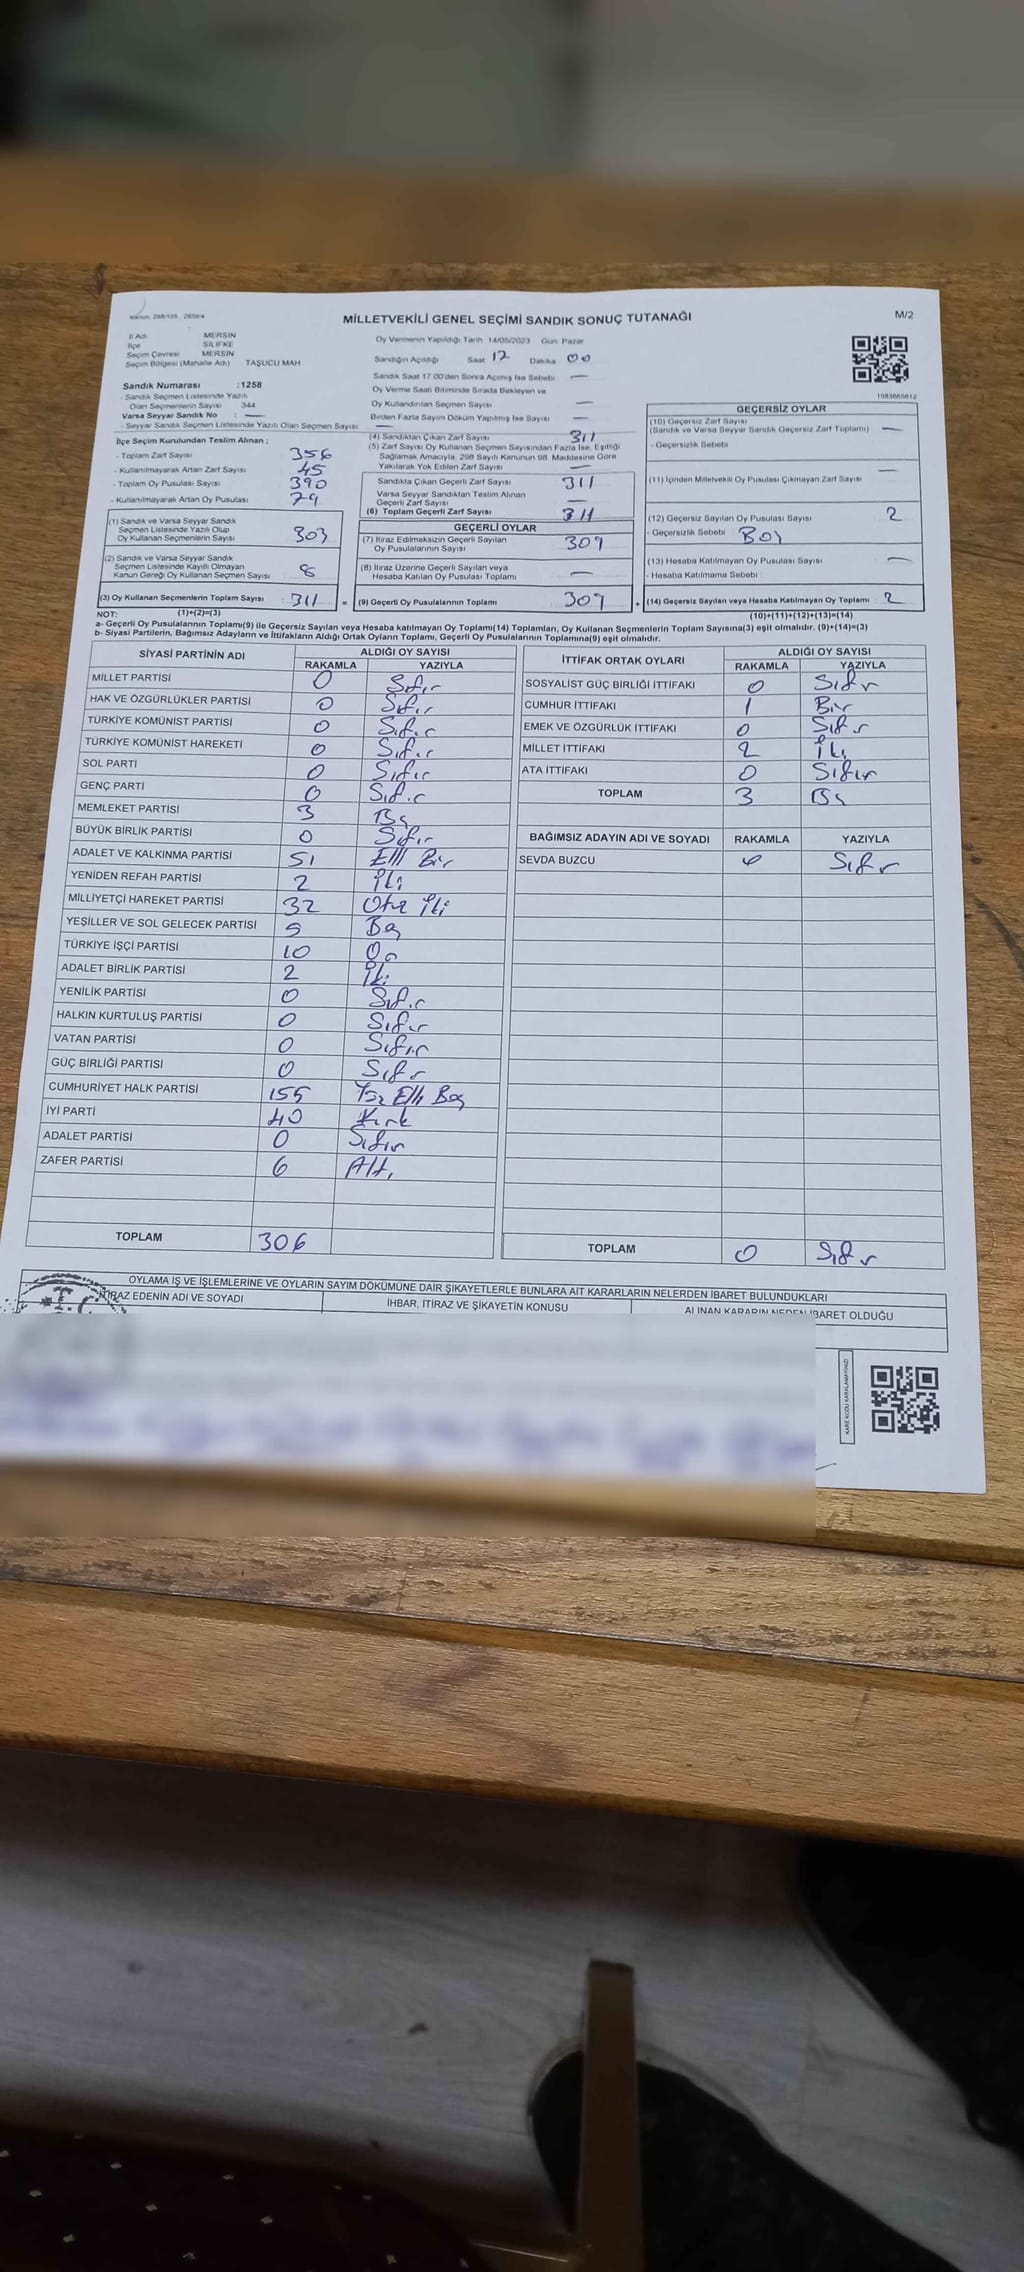 Kanun: 298/105 , 2839/4
MİLLETVEKİLİ GENEL SEÇİMİ SANDIK SONUÇ TUTANAĞI
M/2
İl Adı MERSİN
İlçe SİLİFKE
Seçim Çevresi MERSİN
Seçim Bölgesi (Mahalle Adı) TAŞUCU MAH
Sandık Numarası :1258
- Sandık Seçmen Listesinde Yazılı
Olan Seçmenlerin Sayısı 344
Varsa Seyyar Sandık No : —
- Seyyar Sandık Seçmen Listesinde Yazılı Olan Seçmen Sayısı —
İlçe Seçim Kurulundan Teslim Alınan ;
- Toplam Zarf Sayısı 356
- Kullanılmayarak Artan Zarf Sayısı 45
- Toplam Oy Pusulası Sayısı 390
- Kullanılmayarak Artan Oy Pusulası 79
(1) Sandık ve Varsa Seyyar Sandık
Seçmen Listesinde Yazılı Olup
Oy Kullanan Seçmenlerin Sayısı 303
(2) Sandık ve Varsa Seyyar Sandık
Seçmen Listesinde Kayıtlı Olmayan
Kanun Gereği Oy Kullanan Seçmen Sayısı 8
(3) Oy Kullanan Seçmenlerin Toplam Sayısı 311 =
Oy Vermenin Yapıldığı Tarih 14/05/2023 Gün Pazar
Sandığın Açıldığı Saat 12 Dakika 00
Sandık Saat 17.00'den Sonra Açılmış İse Sebebi —
Oy Verme Saati Bitiminde Sırada Bekleyen ve
Oy Kullandırılan Seçmen Sayısı —
Birden Fazla Sayım Döküm Yapılmış İse Sayısı —
(4) Sandıktan Çıkan Zarf Sayısı 311
(5) Zarf Sayısı Oy Kullanan Seçmen Sayısından Fazla İse, Eşitliği
Sağlamak Amacıyla, 298 Sayılı Kanunun 98. Maddesine Göre
Yakılarak Yok Edilen Zarf Sayısı —
Sandıkta Çıkan Geçerli Zarf Sayısı 311
Varsa Seyyar Sandıktan Teslim Alınan
Geçerli Zarf Sayısı —
(6) Toplam Geçerli Zarf Sayısı 311
GEÇERLİ OYLAR
(7) İtiraz Edilmeksizin Geçerli Sayılan
Oy Pusulalarının Sayısı 309
(8) İtiraz Üzerine Geçerli Sayılan veya
Hesaba Katılan Oy Pusulası Toplamı —
(9) Geçerli Oy Pusulalarının Toplamı 309 +
1083665612
GEÇERSİZ OYLAR
(10) Geçersiz Zarf Sayısı
(Sandık ve Varsa Seyyar Sandık Geçersiz Zarf Toplamı) —
- Geçersizlik Sebebi
(11) İçinden Milletvekili Oy Pusulası Çıkmayan Zarf Sayısı —
(12) Geçersiz Sayılan Oy Pusulası Sayısı 2
- Geçersizlik Sebebi Boş
(13) Hesaba Katılmayan Oy Pusulası Sayısı —
- Hesaba Katılmama Sebebi
(14) Geçersiz Sayılan veya Hesaba Katılmayan Oy Toplamı 2
NOT: (1)+(2)=(3) (10)+(11)+(12)+(13)=(14)
a- Geçerli Oy Pusulasının Toplamı(9) ile Geçersiz Sayılan veya Hesaba katılmayan Oy Toplamı(14) Toplamları, Oy Kullanan Seçmenlerin Toplam Sayısına(3) eşit olmalıdır. (9)+(14)=(3)
b- Siyasi Partilerin, Bağımsız Adayların ve İttifakların Aldığı Ortak Oyların Toplamı, Geçerli Oy Pusulalarının Toplamına(9) eşit olmalıdır.
SİYASİ PARTİNİN ADI ALDIĞI OY SAYISI
RAKAMLA YAZIYLA
MİLLET PARTİSİ 0 Sıfır
HAK VE ÖZGÜRLÜKLER PARTİSİ 0 Sıfır
TÜRKİYE KOMÜNİST PARTİSİ 0 Sıfır
TÜRKİYE KOMÜNİST HAREKETİ 0 Sıfır
SOL PARTİ 0 Sıfır
GENÇ PARTİ 0 Sıfır
MEMLEKET PARTİSİ 3
BÜYÜK BİRLİK PARTİSİ 0 Sıfır
ADALET VE KALKINMA PARTİSİ 51 Elli Bir
YENİDEN REFAH PARTİSİ 2 İki
MİLLİYETÇİ HAREKET PARTİSİ 32 Otuz İki
YEŞİLLER VE SOL GELECEK PARTİSİ 5 Beş
TÜRKİYE İŞÇİ PARTİSİ 10 On
ADALET BİRLİK PARTİSİ 2 İki
YENİLİK PARTİSİ 0 Sıfır
HALKIN KURTULUŞ PARTİSİ 0 Sıfır
VATAN PARTİSİ 0 Sıfır
GÜÇ BİRLİĞİ PARTİSİ 0 Sıfır
CUMHURİYET HALK PARTİSİ 155 Yüz Elli Beş
İYİ PARTİ 40 Kırk
ADALET PARTİSİ 0 Sıfır
ZAFER PARTİSİ 6 Altı
TOPLAM 306
İTTİFAK ORTAK OYLARI ALDIĞI OY SAYISI
RAKAMLA YAZIYLA
SOSYALİST GÜÇ BİRLİĞİ İTTİFAKI 0 Sıfır
CUMHUR İTTİFAKI 1 Bir
EMEK VE ÖZGÜRLÜK İTTİFAKI 0 Sıfır
MİLLET İTTİFAKI 2 İki
ATA İTTİFAKI 0 Sıfır
TOPLAM 3
BAĞIMSIZ ADAYIN ADI VE SOYADI RAKAMLA YAZIYLA
SEVDA BUZCU 0 Sıfır
TOPLAM 0 Sıfır
OYLAMA İŞ VE İŞLEMLERİNE VE OYLARIN SAYIM DÖKÜMÜNE DAİR ŞİKAYETLERLE BUNLARA AİT KARARLARIN NELERDEN İBARET BULUNDUKLARI
İTİRAZ EDENİN ADI VE SOYADI İHBAR, İTİRAZ VE ŞİKAYETİN KONUSU ALINAN KARARIN NEDEN İBARET OLDUĞU
T.C.
KARE KODU KARALAMAYINIZ!